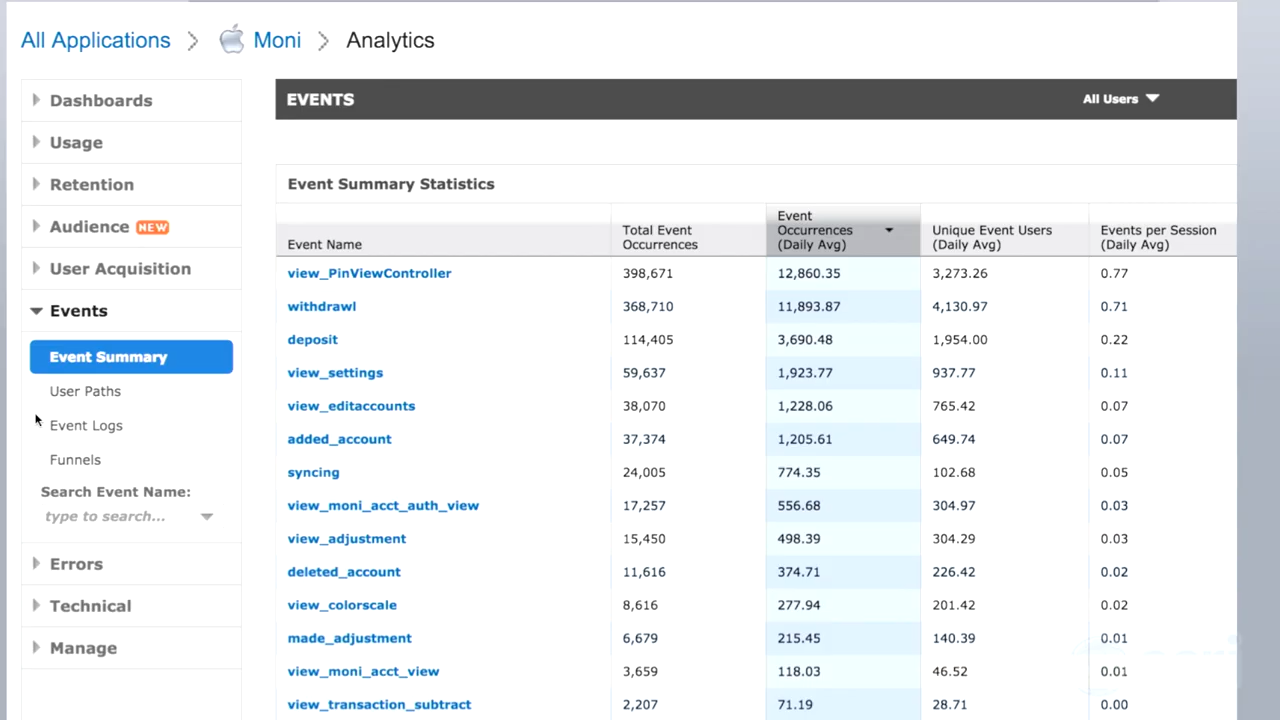 All Applications > Moni > Analytics
Dashboards
Usage
Retention
Audience NEW
User Acquisition
Events
Event Summary
User Paths
Event Logs
Funnels
Search Event Name:
type to search...
Errors
Technical
Manage
EVENTS
All Users
Event Summary Statistics
Event Name Total Event Occurrences Event Occurrences (Daily Avg) Unique Event Users (Daily Avg) Events per Session (Daily Avg)
view_PinViewController 398,671 12,860.35 3,273.26 0.77
withdrawl 368,710 11,893.87 4,130.97 0.71
deposit 114,405 3,690.48 1,954.00 0.22
view_settings 59,637 1,923.77 937.77 0.11
view_editaccounts 38,070 1,228.06 765.42 0.07
added_account 37,374 1,205.61 649.74 0.07
syncing 24,005 774.35 102.68 0.05
view_moni_acct_auth_view 17,257 556.68 304.97 0.03
view_adjustment 15,450 498.39 304.29 0.03
deleted_account 11,616 374.71 226.42 0.02
view_colorscale 8,616 277.94 201.42 0.02
made_adjustment 6,679 215.45 140.39 0.01
view_moni_acct_view 3,659 118.03 46.52 0.01
view_transaction_subtract 2,207 71.19 28.71 0.00